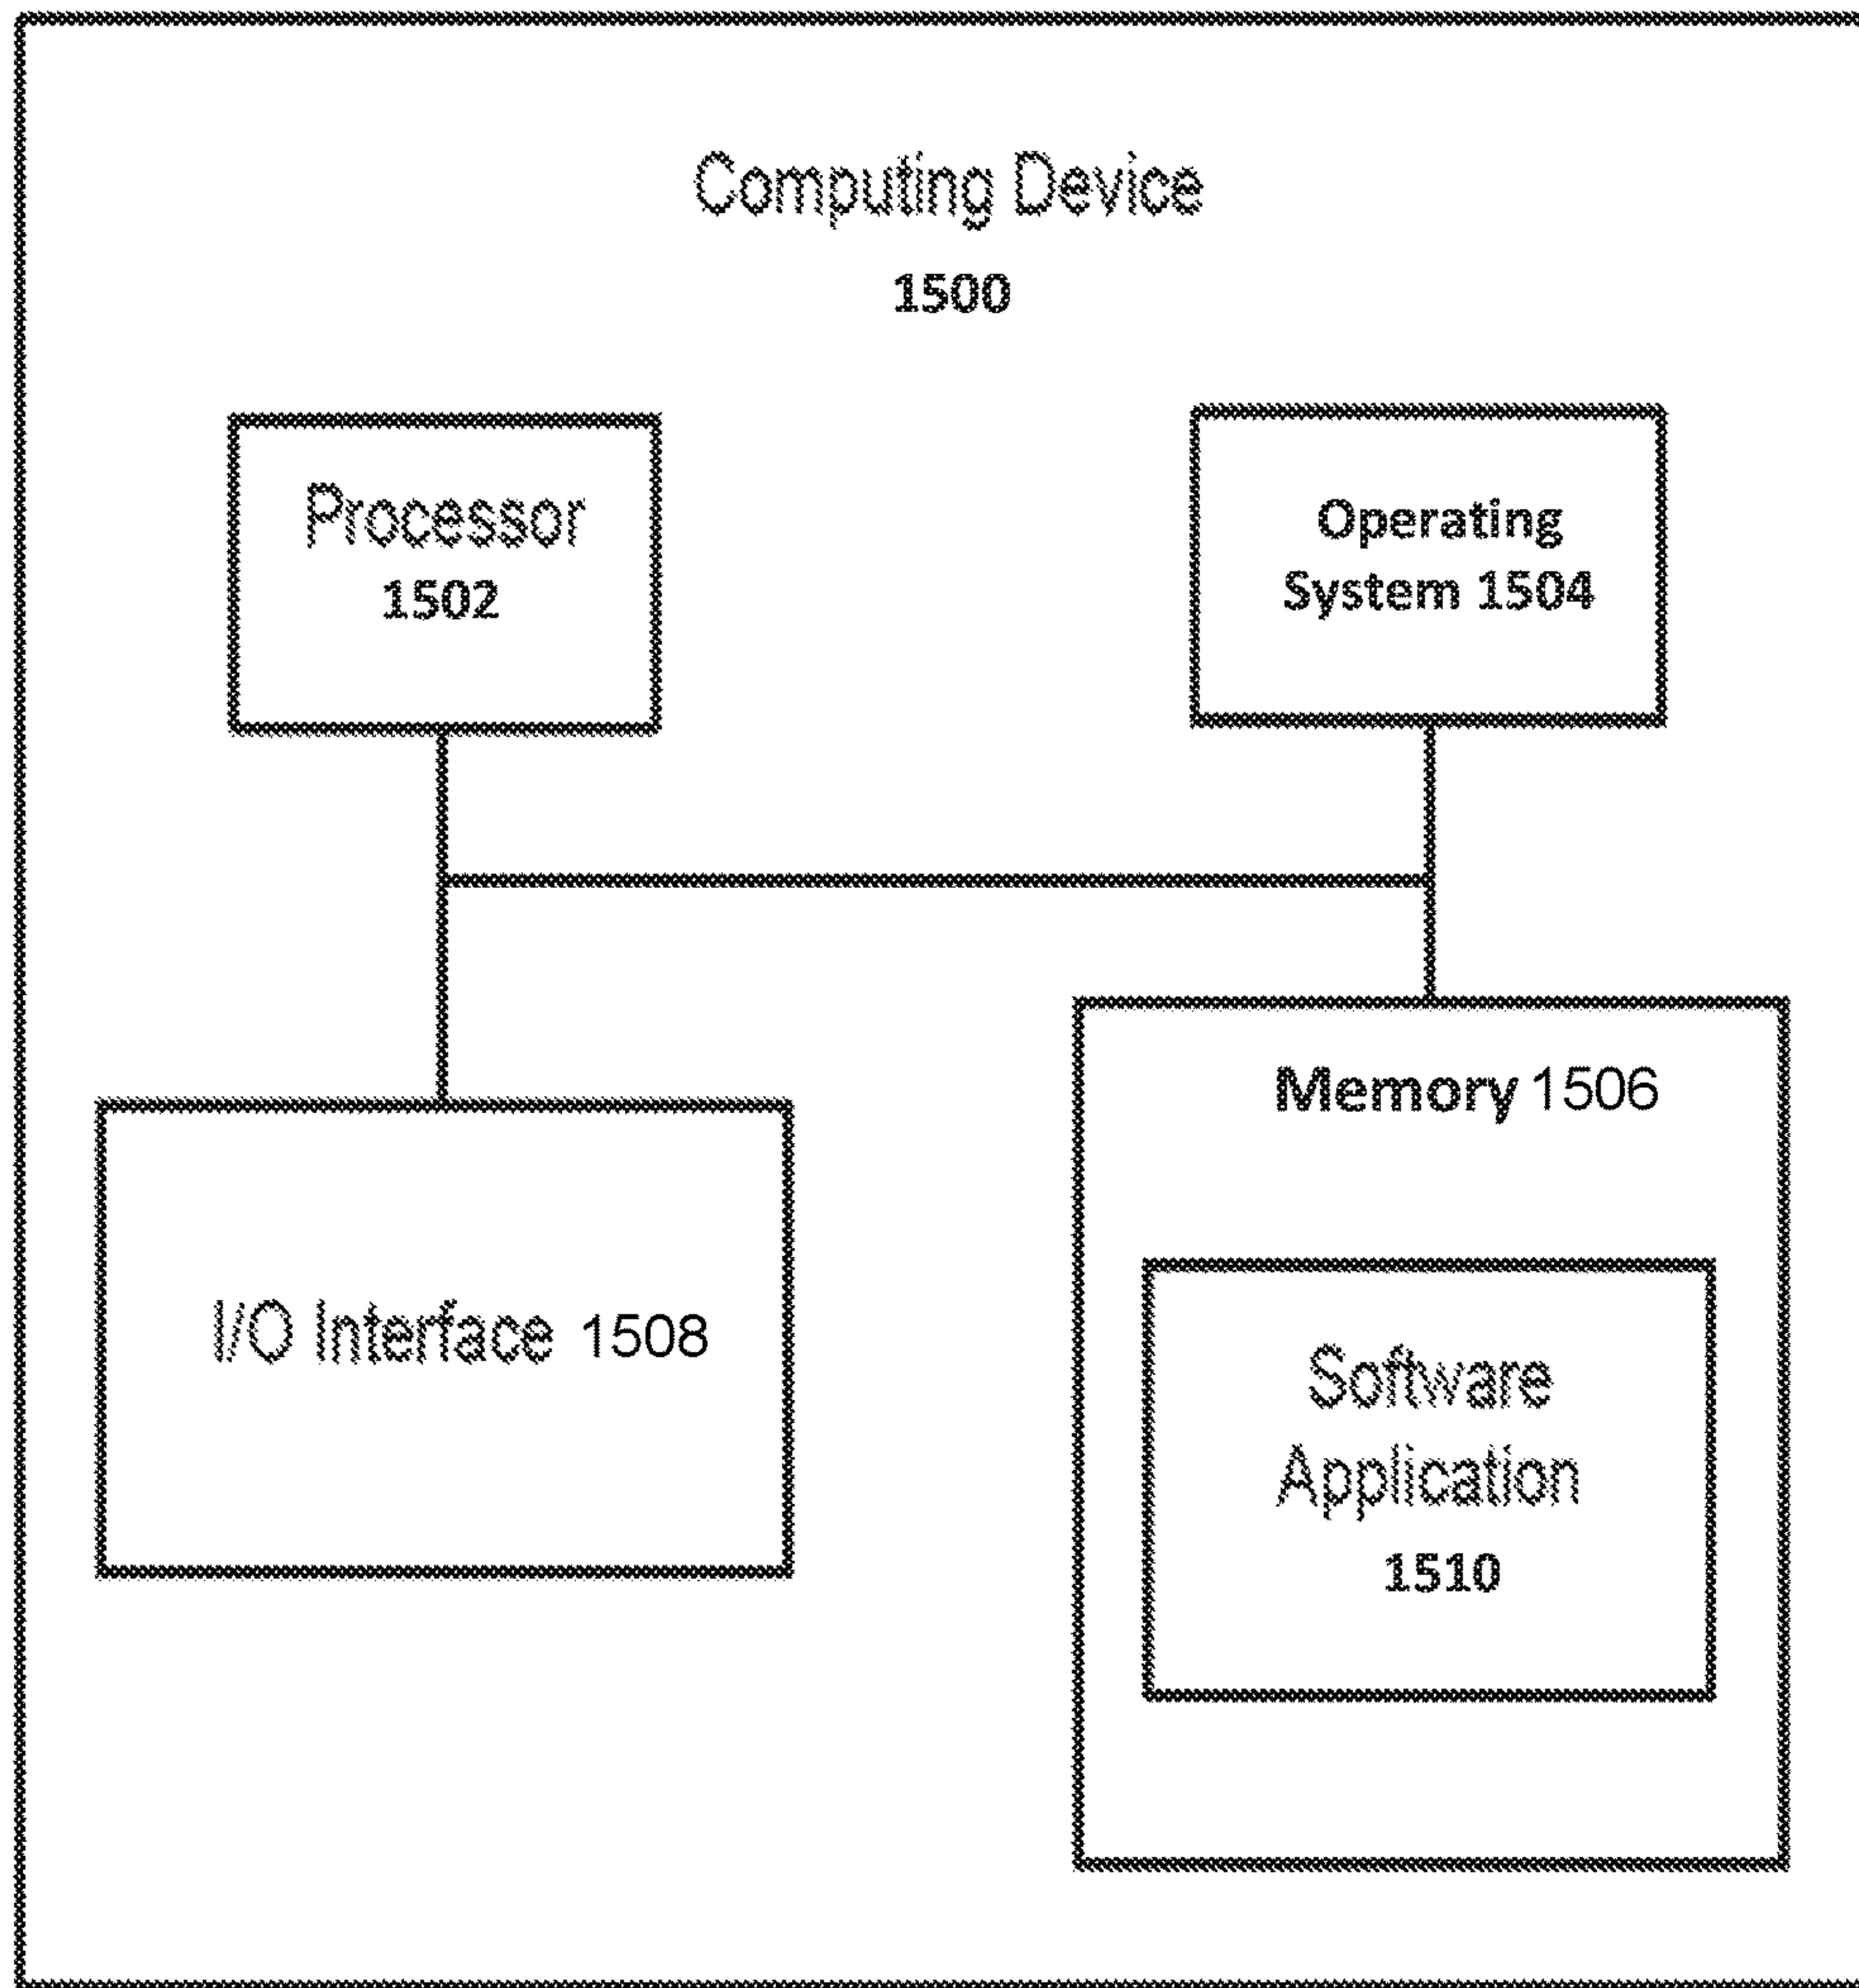 Computing Device
1500
Processor
1502
Operating
System 1504
Memory 1506
I/O Interface 1508
Software
Application
1510